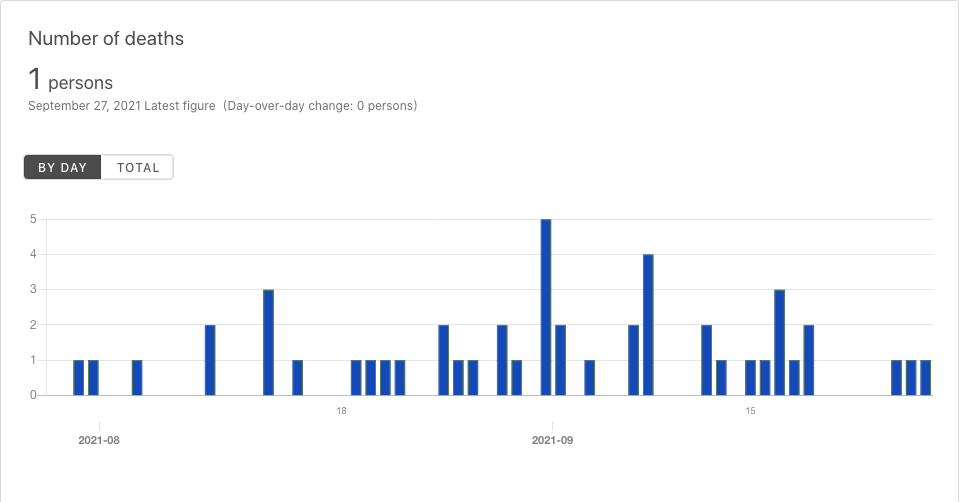 Number of deaths
1 persons
September 27, 2021 Latest figure (Day-over-day change: 0 persons)
BY DAY TOTAL
5
4
3
2
1
0
18 15
2021-08 2021-09